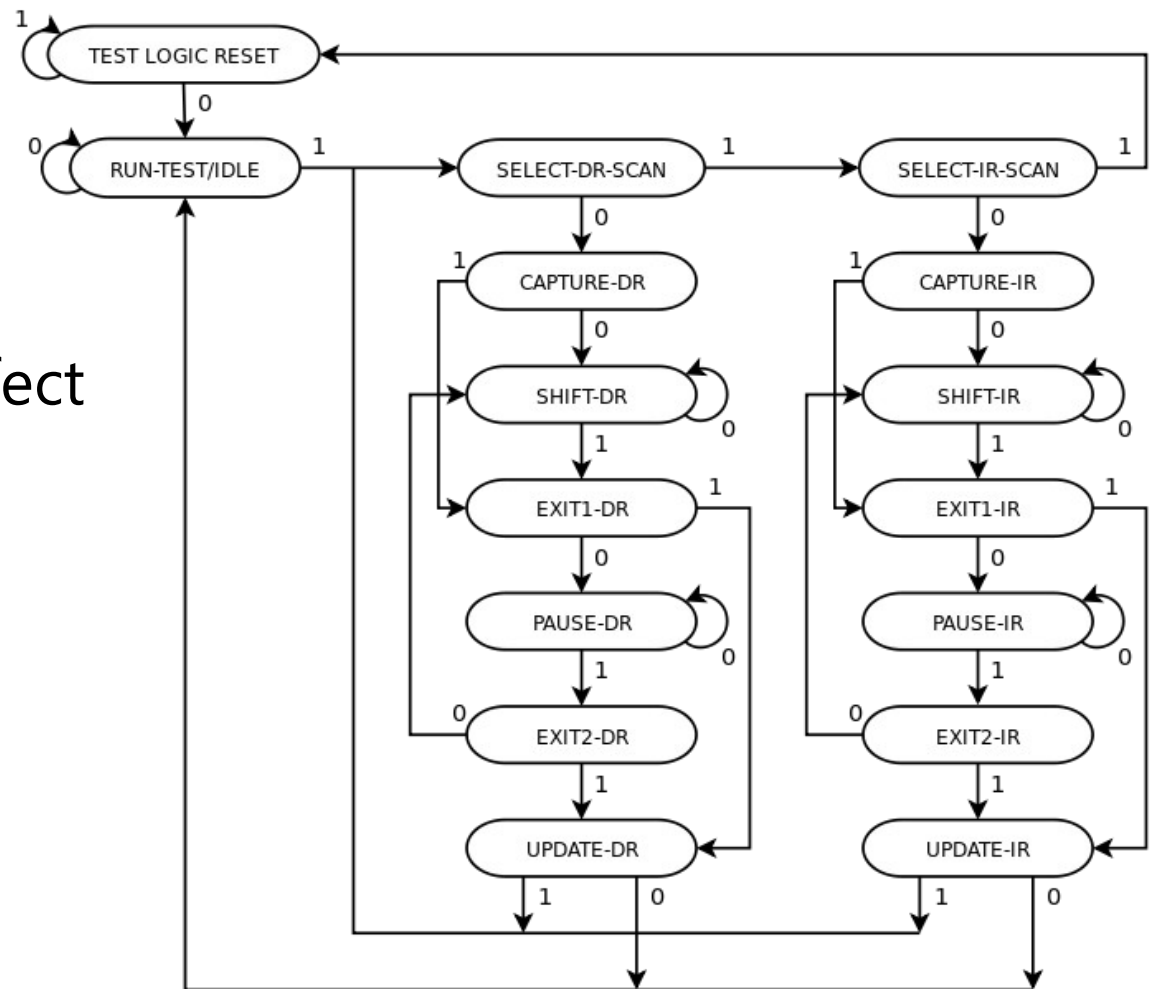 1
TEST LOGIC RESET
0
0
RUN-TEST/IDLE
1
SELECT-DR-SCAN
1
SELECT-IR-SCAN
1
0
0
1
CAPTURE-DR
1
CAPTURE-IR
0
0
ect
SHIFT-DR
0
SHIFT-IR
0
1
1
EXIT1-DR
1
EXIT1-IR
1
0
0
PAUSE-DR
0
PAUSE-IR
0
1
1
0
EXIT2-DR
0
EXIT2-IR
1
1
UPDATE-DR
UPDATE-IR
1
0
1
0